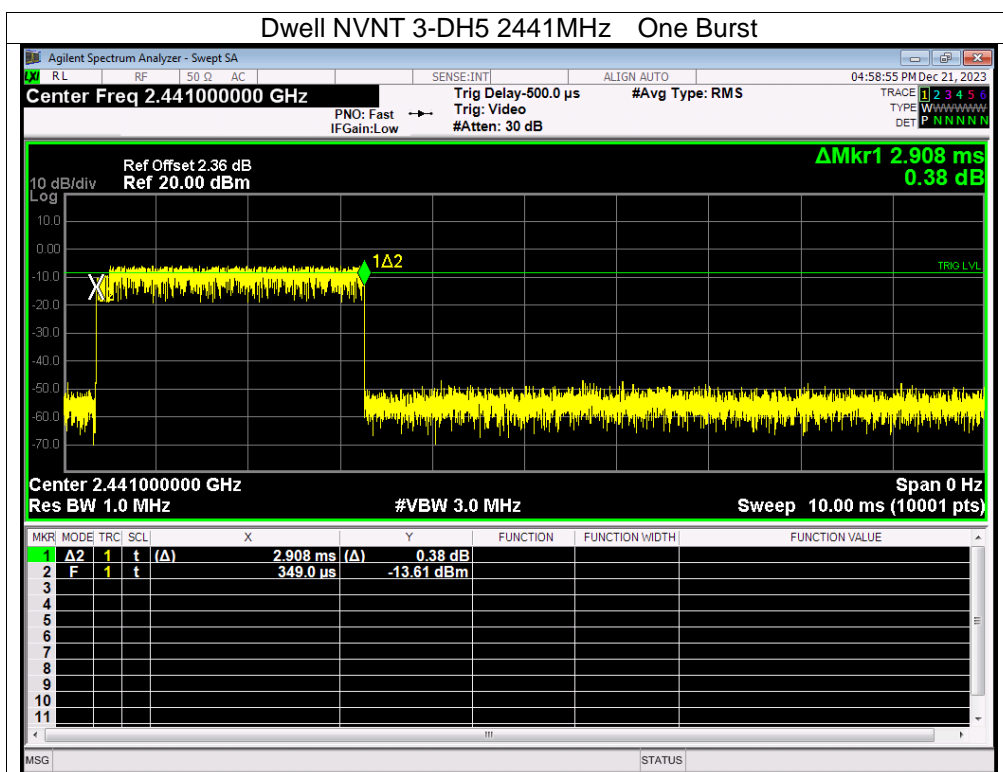 Dwell NVNT 3-DH5 2441MHz One Burst
Agilent Spectrum Analyzer - Swept SA
LXI RL RF 50 Ω AC SENSE:INT ALIGN AUTO 04:58:55 PM Dec 21, 2023
Center Freq 2.441000000 GHz Trig Delay-500.0 µs #Avg Type: RMS TRACE 1 2 3 4 5 6
PNO: Fast Trig: Video TYPE WWWWWWW
IFGain:Low #Atten: 30 dB DET P N N N N N
ΔMkr1 2.908 ms
0.38 dB
Ref Offset 2.36 dB
10 dB/div Ref 20.00 dBm
Log
10.0
0.00
1Δ2
TRIG LVL
-10.0
-20.0
-30.0
-40.0
-50.0
-60.0
-70.0
Center 2.441000000 GHz Span 0 Hz
Res BW 1.0 MHz #VBW 3.0 MHz Sweep 10.00 ms (10001 pts)
MKR MODE TRC SCL X Y FUNCTION FUNCTION WIDTH FUNCTION VALUE
1 Δ2 1 t (Δ) 2.908 ms (Δ) 0.38 dB
2 F 1 t 349.0 µs -13.61 dBm
3
4
5
6
7
8
9
10
11
MSG STATUS